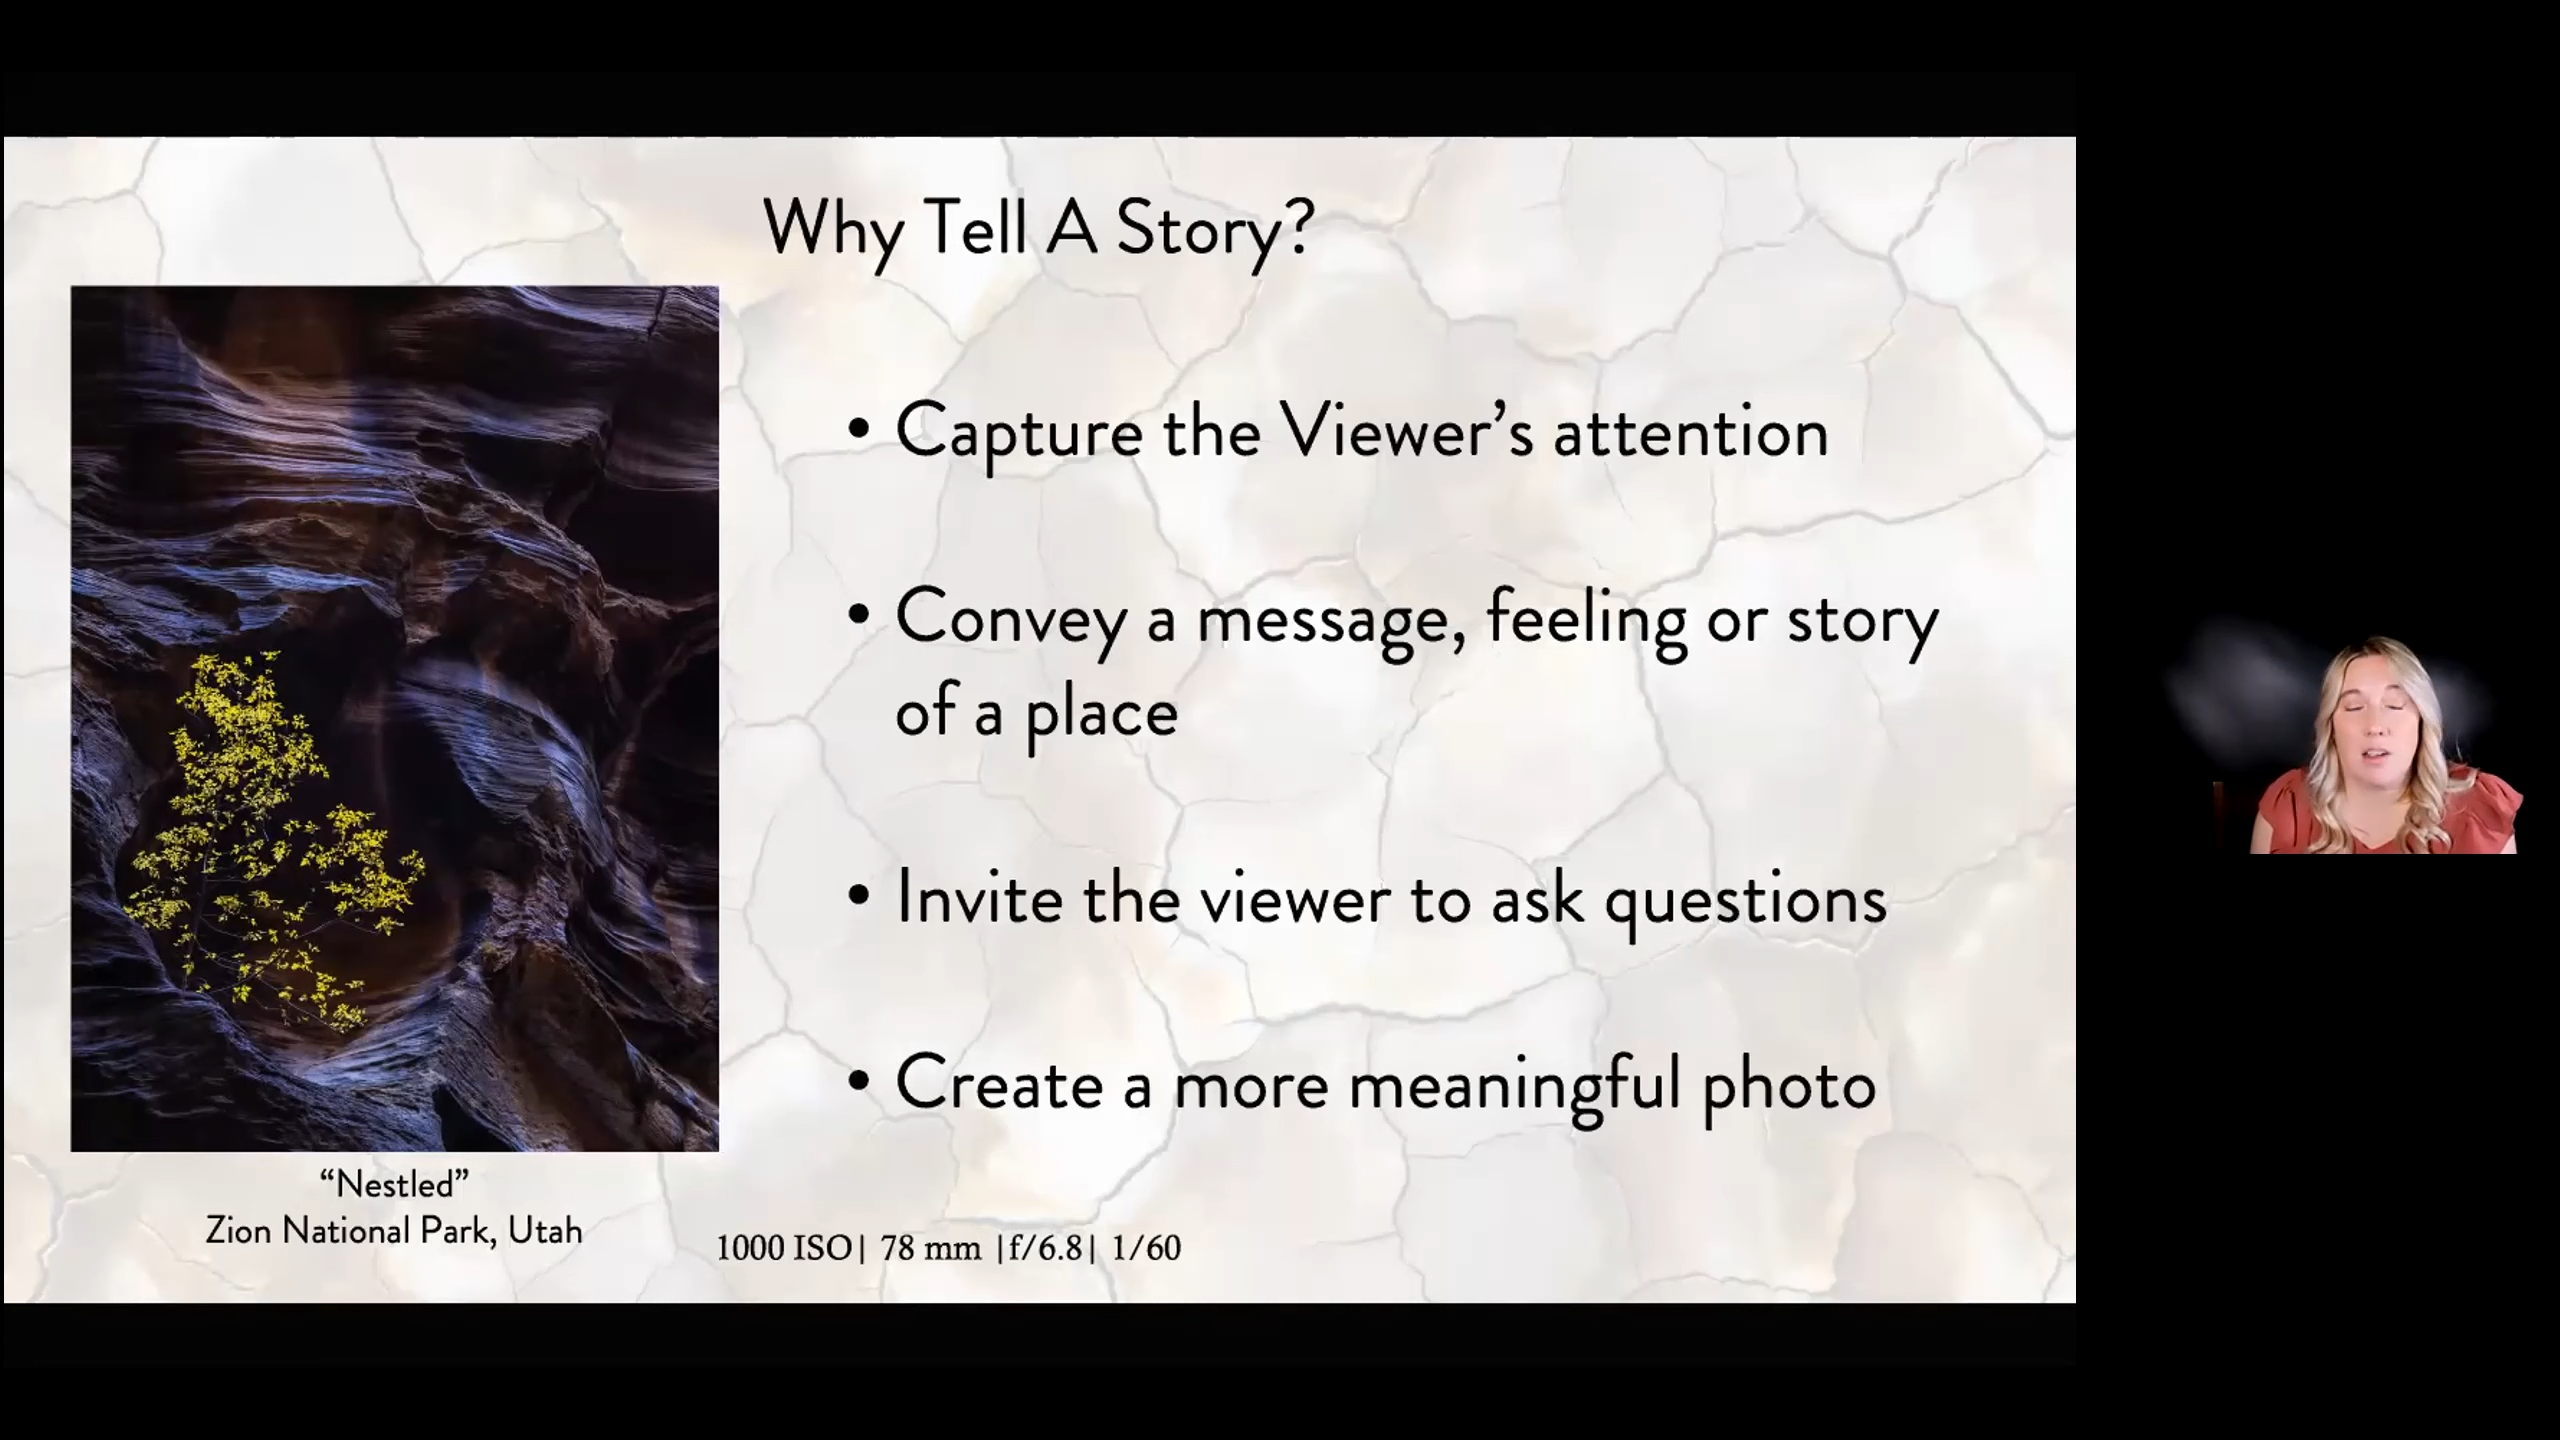 Why Tell A Story?
• Capture the Viewer’s attention
• Convey a message, feeling or story
of a place
• Invite the viewer to ask questions
• Create a more meaningful photo
“Nestled”
Zion National Park, Utah
1000 ISO| 78 mm |f/6.8| 1/60